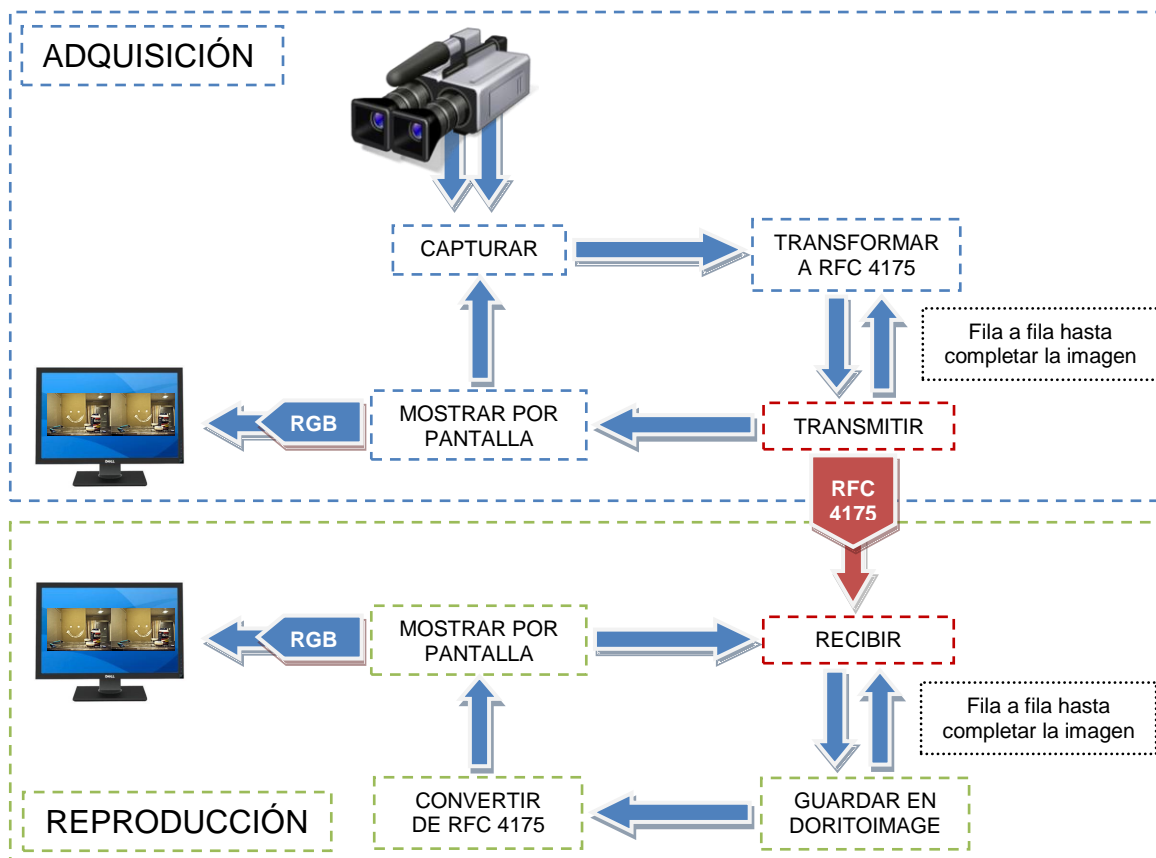 ADQUISICIÓN
CAPTURAR
TRANSFORMAR
A RFC 4175
Fila a fila hasta
completar la imagen
RGB
MOSTRAR POR
PANTALLA
TRANSMITIR
RFC
4175
RGB
MOSTRAR POR
PANTALLA
RECIBIR
Fila a fila hasta
completar la imagen
REPRODUCCIÓN
CONVERTIR
DE RFC 4175
GUARDAR EN
DORITOIMAGE